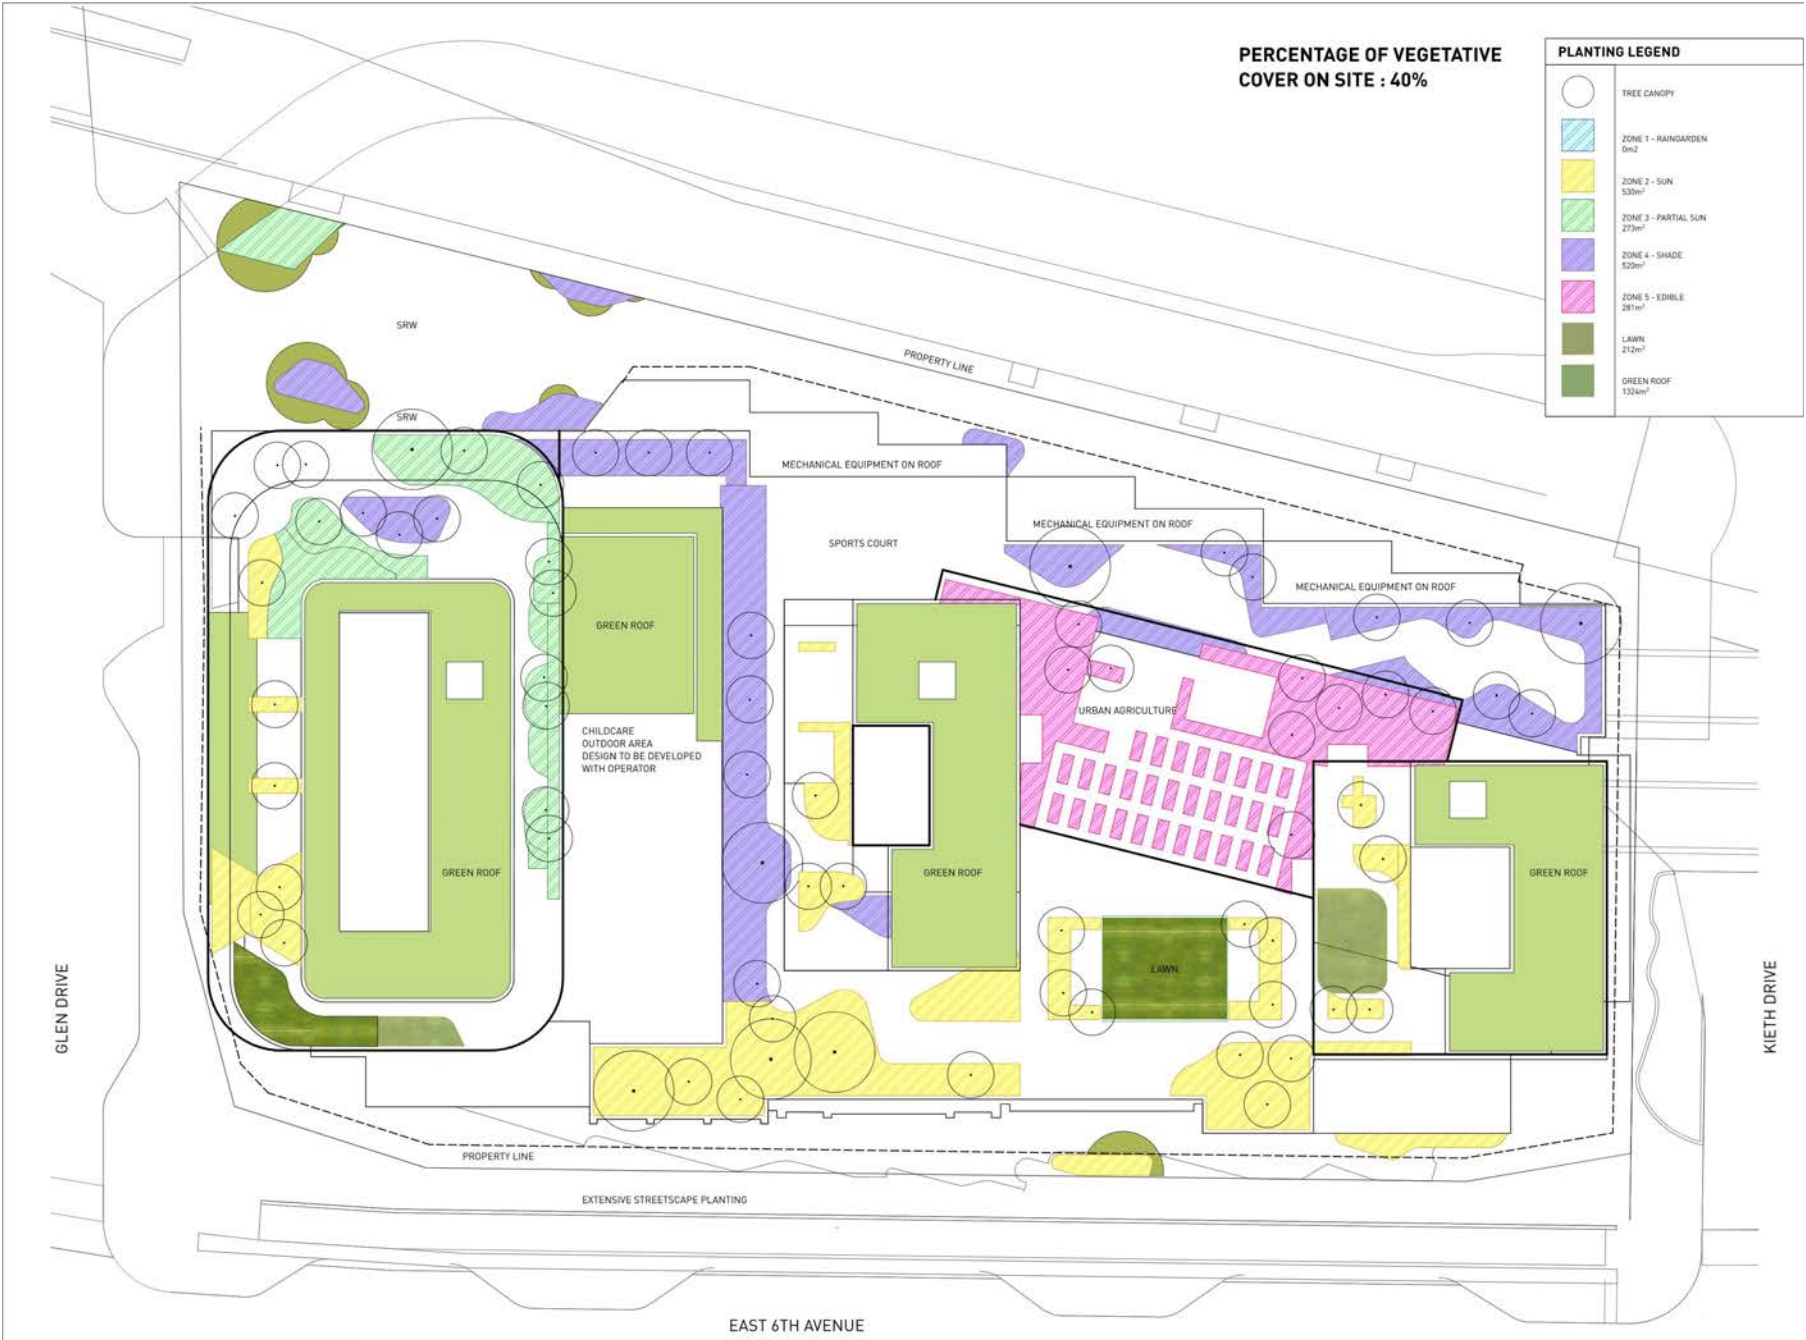 PERCENTAGE OF VEGETATIVE
COVER ON SITE : 40%
PLANTING LEGEND
TREE CANOPY
ZONE 1 - RAINGARDEN
0m2
ZONE 2 - SUN
530m²
ZONE 3 - PARTIAL SUN
273m²
ZONE 4 - SHADE
520m²
ZONE 5 - EDIBLE
281m²
LAWN
212m²
GREEN ROOF
1324m²
SRW
PROPERTY LINE
SRW
MECHANICAL EQUIPMENT ON ROOF
MECHANICAL EQUIPMENT ON ROOF
SPORTS COURT
MECHANICAL EQUIPMENT ON ROOF
GREEN ROOF
URBAN AGRICULTURE
CHILDCARE
OUTDOOR AREA
DESIGN TO BE DEVELOPED
WITH OPERATOR
GREEN ROOF
GREEN ROOF
GREEN ROOF
LAWN
GLEN DRIVE
KIETH DRIVE
PROPERTY LINE
EXTENSIVE STREETSCAPE PLANTING
EAST 6TH AVENUE